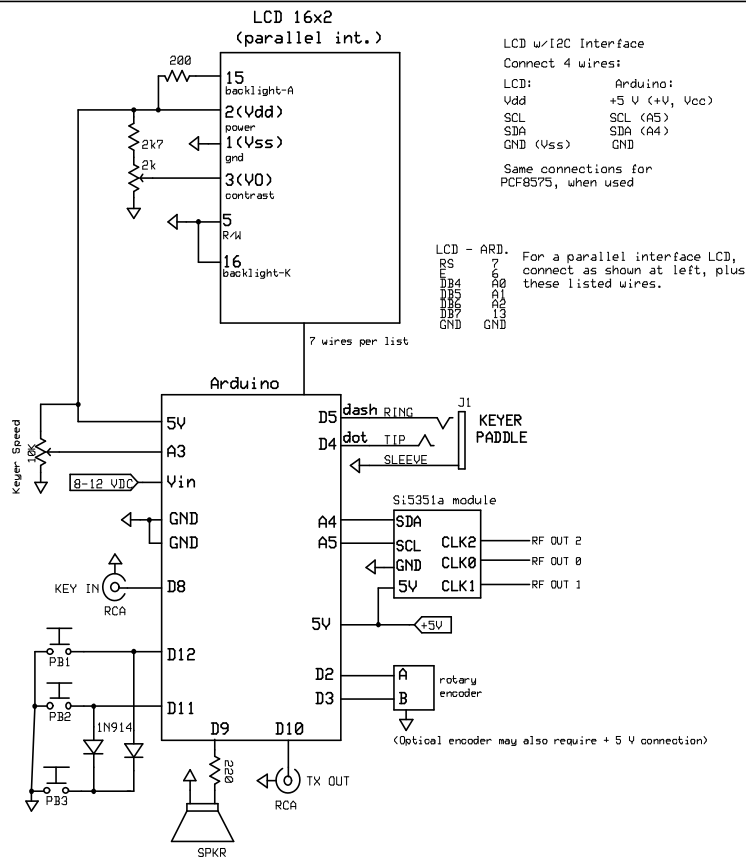 LCD 16x2
(parallel int.)
200
15
backlight-A
2(Vdd)
power
2k7
1(Vss)
gnd
2k
3(VO)
contrast
5
R/W
16
backlight-K
LCD w/I2C Interface
Connect 4 wires:
LCD: Arduino:
Vdd +5 V (+V, Vcc)
SCL SCL (A5)
SDA SDA (A4)
GND (Vss) GND
Same connections for
PCF8575, when used
LCD - ARD.
RS 7
E 6
DB4 A0
DB5 A1
DB6 A2
DB7 13
GND GND
For a parallel interface LCD,
connect as shown at left, plus
these listed wires.
7 wires per list
Arduino
5V
Keyer Speed
10K
A3
8-12 VDC
Vin
GND
GND
KEY IN
RCA
D8
PB1
D12
PB2
D11
1N914
PB3
D9
D10
220
SPKR
TX OUT
RCA
D5
dash RING
D4
dot TIP
SLEEVE
J1
KEYER
PADDLE
Si5351a module
A4
SDA
A5
SCL
GND
5V
CLK2
RF OUT 2
CLK0
RF OUT 0
CLK1
RF OUT 1
5V
+5V
D2
A
D3
B
rotary
encoder
(Optical encoder may also require + 5 V connection)